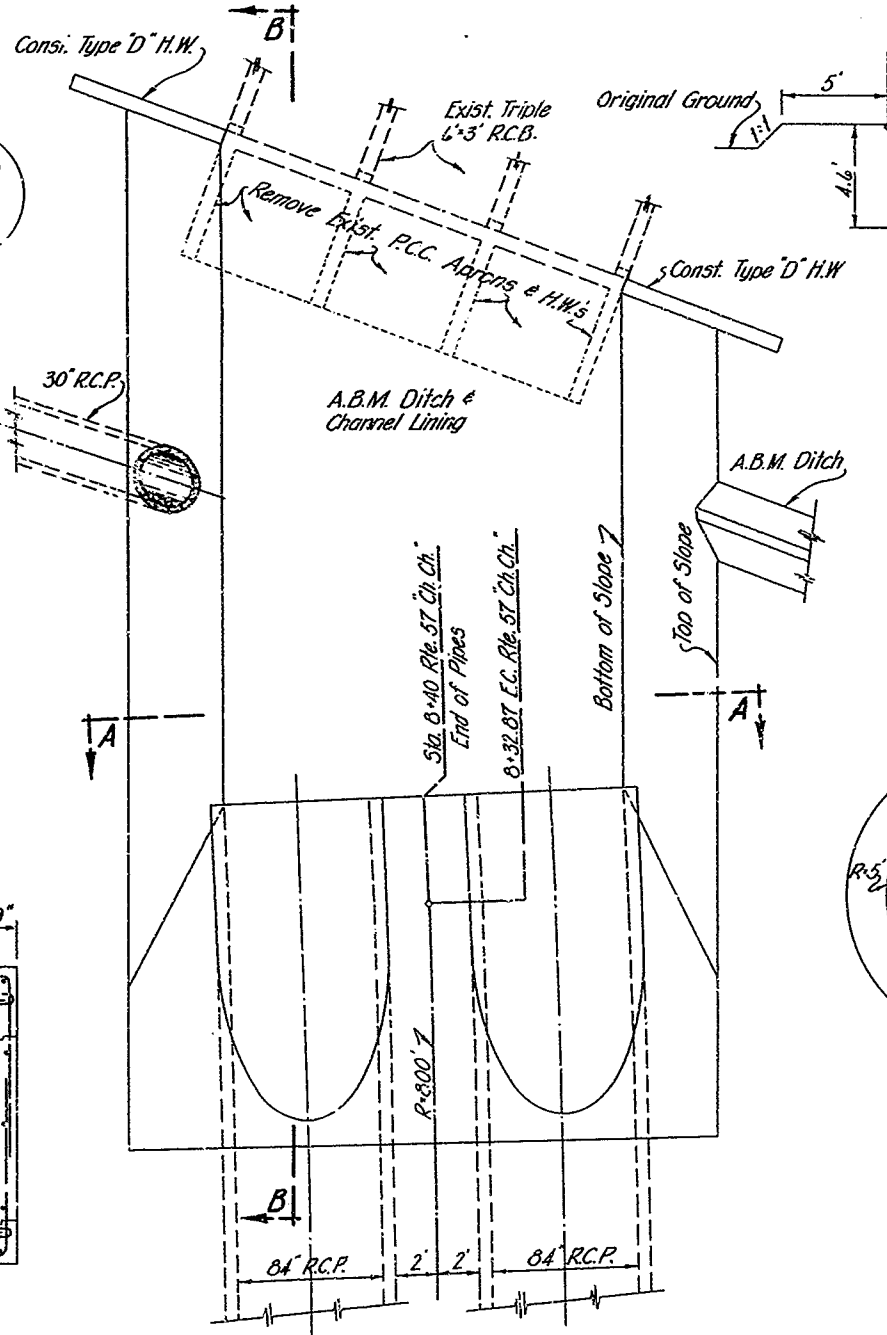 B
Const. Type "D" H.W.
Exist. Triple
6'×3' R.C.B.
Original Ground
5'
1:1
4.6'
Remove Exist. P.C.C. Aprons & H.W.'s
Const. Type "D" H.W.
30" R.C.P.
A.B.M. Ditch &
Channel Lining
A.B.M. Ditch
Sta. 8+40 Rte. 57 "Ch. Ch."
End of Pipes
8+32.87 E.C. Rte. 57 "Ch. Ch."
Bottom of Slope
Top of Slope
A
A
R=5'
R=800'
B
84" R.C.P.
2'
2'
84" R.C.P.